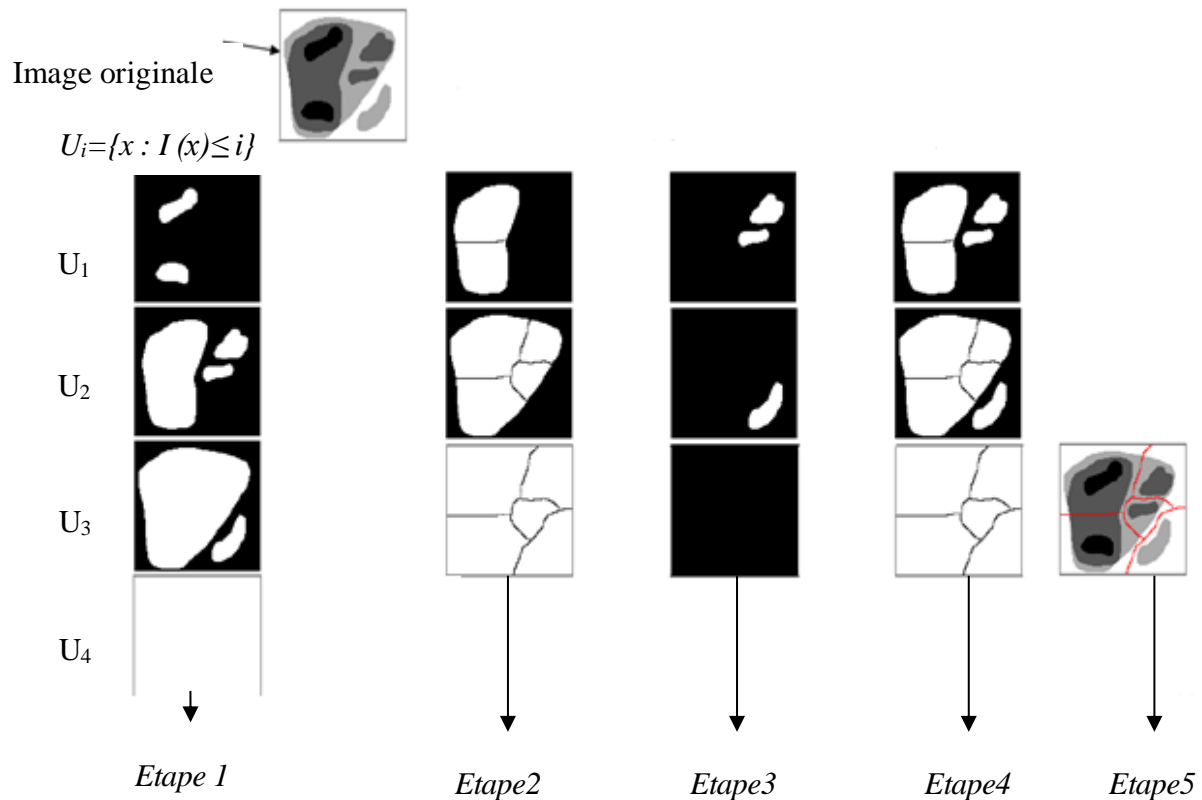 Image originale
Uᵢ={x : I (x)≤ i}
U₁
U₂
U₃
U₄
Etape 1
Etape2
Etape3
Etape4
Etape5